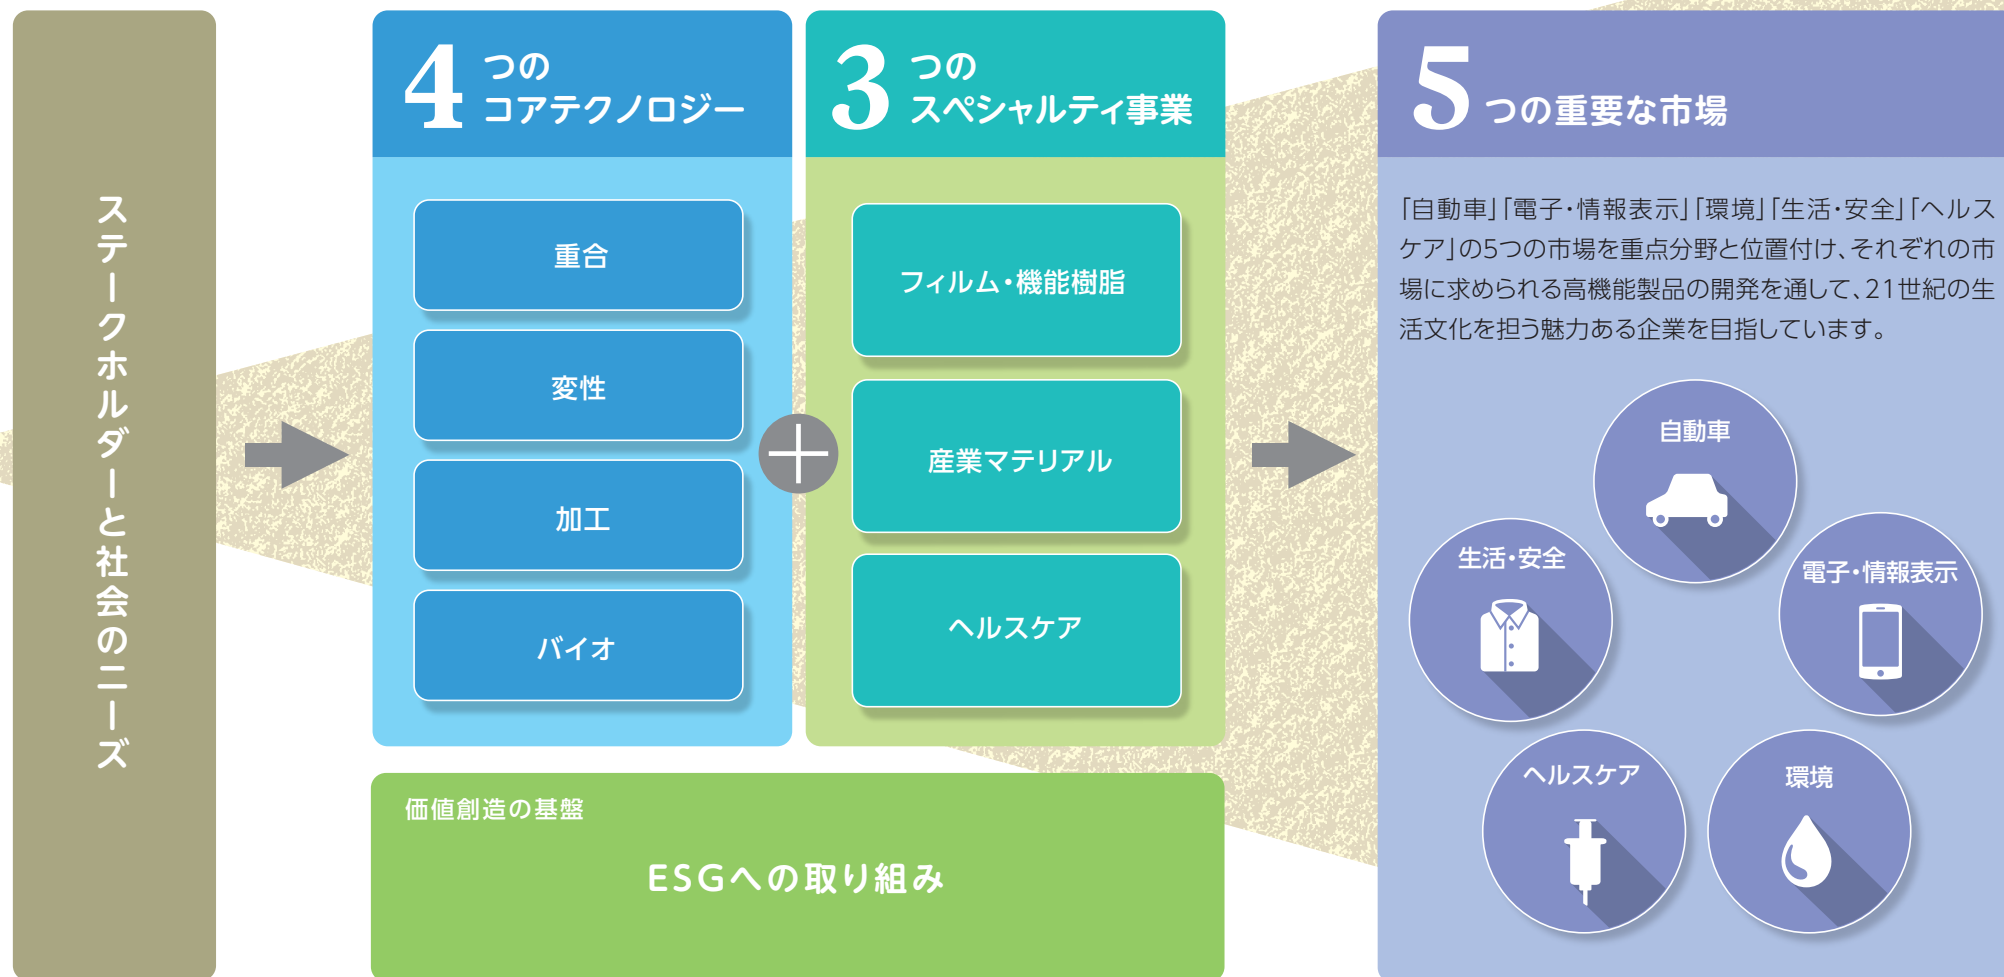 ステークホルダーと社会のニーズ
4つの
コアテクノロジー
重合
変性
加工
バイオ
3つの
スペシャルティ事業
フィルム・機能樹脂
産業マテリアル
ヘルスケア
価値創造の基盤
ESGへの取り組み
5つの重要な市場
「自動車」「電子・情報表示」「環境」「生活・安全」「ヘルス
ケア」の5つの市場を重点分野と位置付け、それぞれの市
場に求められる高機能製品の開発を通して、21世紀の生
活文化を担う魅力ある企業を目指しています。
自動車
生活・安全
電子・情報表示
ヘルスケア
環境